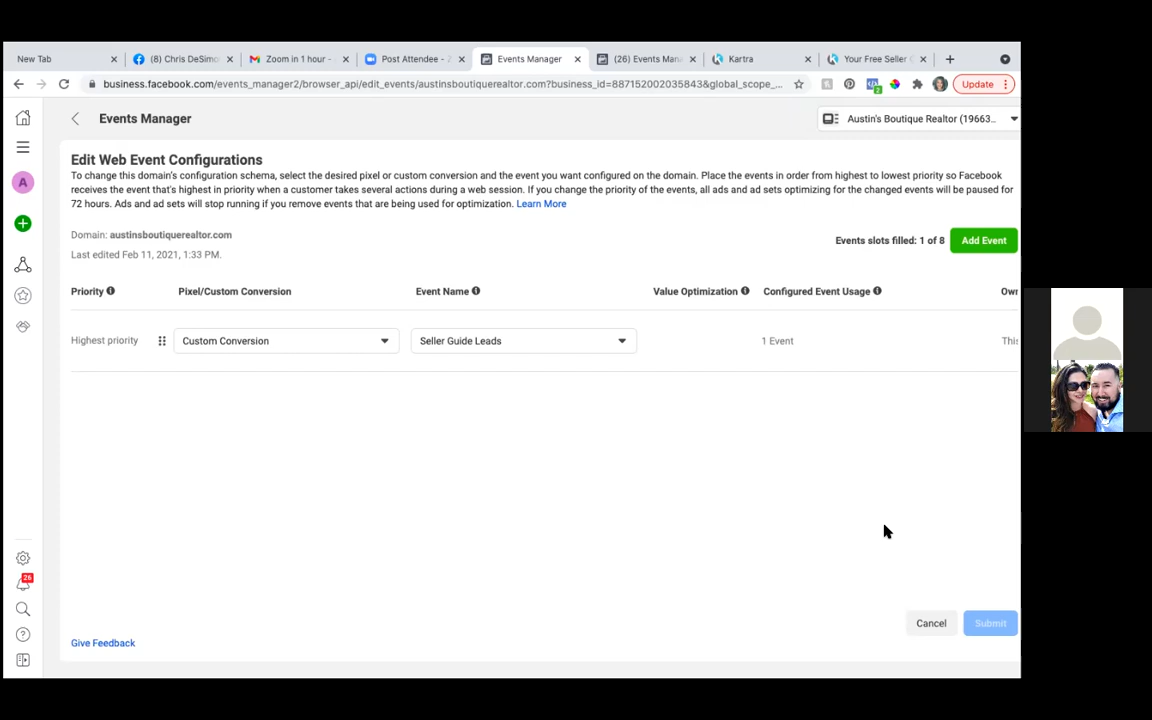 New Tab
(8) Chris DeSimo
Zoom in 1 hour -
Post Attendee -
Events Manager
(26) Events Man
Kartra
Your Free Seller
business.facebook.com/events_manager2/browser_api/edit_events/austinsboutiquerealtor.com?business_id=887152002035843&global_scope_...
2
Update
Events Manager
Austin's Boutique Realtor (19663...
A
Edit Web Event Configurations
To change this domain's configuration schema, select the desired pixel or custom conversion and the event you want configured on the domain. Place the events in order from highest to lowest priority so Facebook
receives the event that's highest in priority when a customer takes several actions during a web session. If you change the priority of the events, all ads and ad sets optimizing for the changed events will be paused for
72 hours. Ads and ad sets will stop running if you remove events that are being used for optimization. Learn More
Domain: austinsboutiquerealtor.com
Events slots filled: 1 of 8
Add Event
Last edited Feb 11, 2021, 1:33 PM.
Priority
Pixel/Custom Conversion
Event Name
Value Optimization
Configured Event Usage
Own
Highest priority
Custom Conversion
Seller Guide Leads
1 Event
This
26
Cancel
Submit
Give Feedback